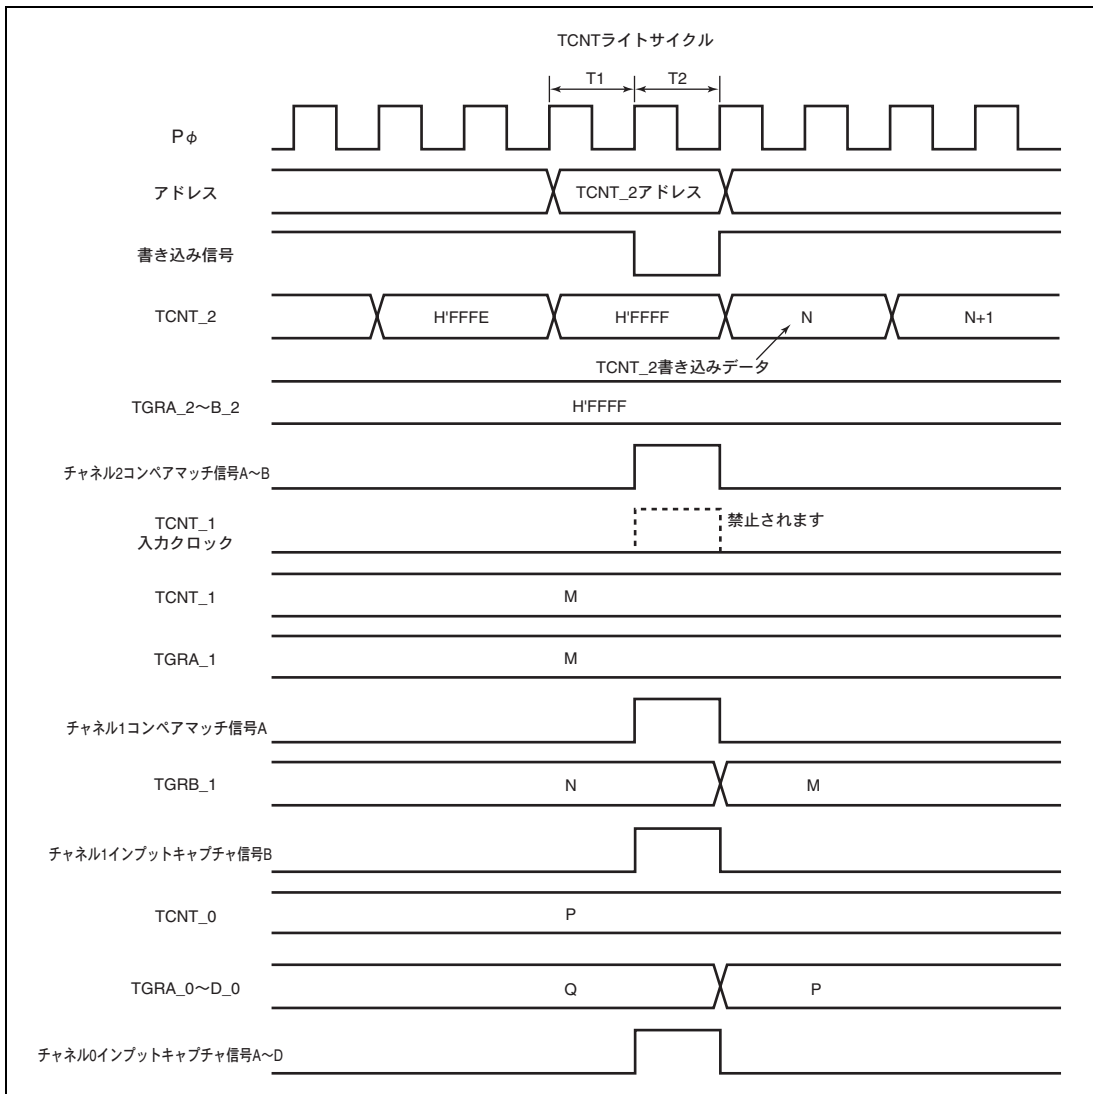 TCNTライトサイクル
T1 T2
Pφ
アドレス TCNT_2アドレス
書き込み信号
TCNT_2 H'FFFE H'FFFF N N+1
TCNT_2書き込みデータ
TGRA_2～B_2 H'FFFF
チャネル2コンペアマッチ信号A～B
TCNT_1
入力クロック
禁止されます
TCNT_1 M
TGRA_1 M
チャネル1コンペアマッチ信号A
TGRB_1 N M
チャネル1インプットキャプチャ信号B
TCNT_0 P
TGRA_0～D_0 Q P
チャネル0インプットキャプチャ信号A～D